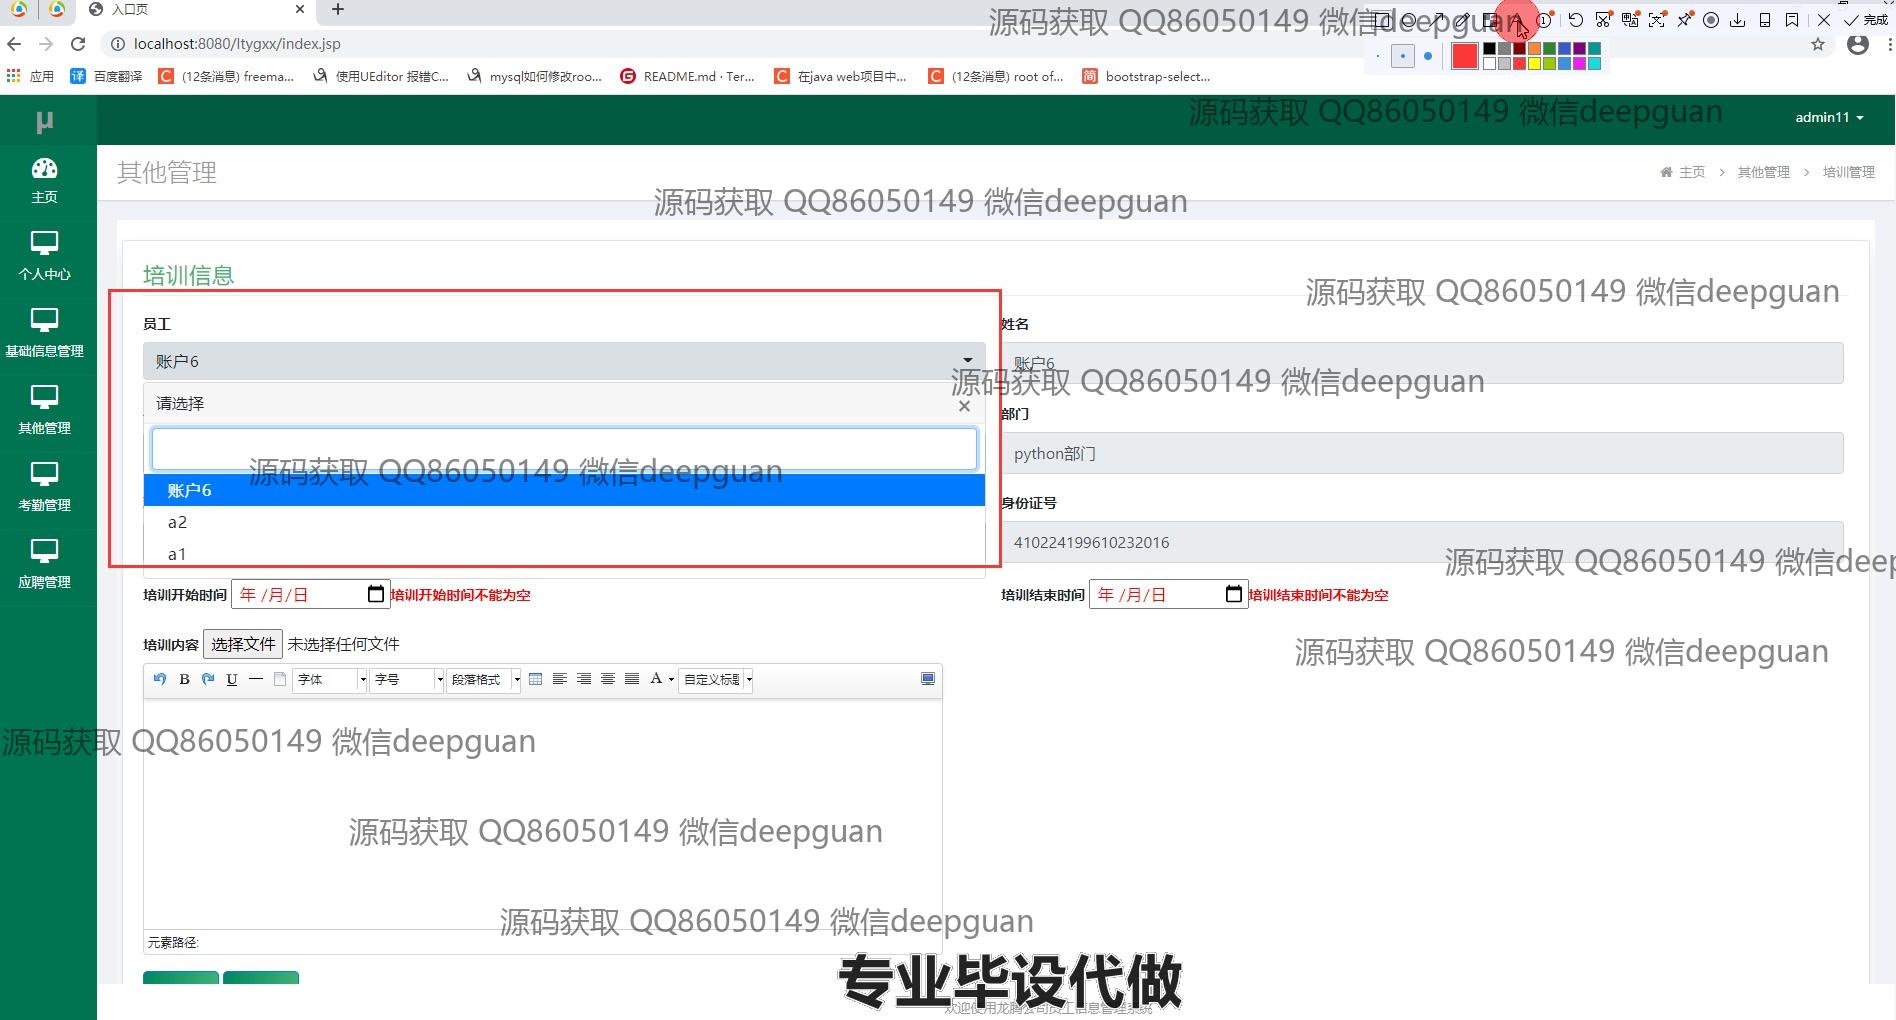 入口页
源码获取 QQ86050149 微信deepguan
完成
localhost:8080/ltygxx/index.jsp
应用
百度翻译
(12条消息) freema...
使用UEditor 报错C...
mysql如何修改roo...
README.md · Ter...
在java web项目中...
(12条消息) root of...
bootstrap-select...
源码获取 QQ86050149 微信deepguan
admin11
μ
其他管理
主页 > 其他管理 > 培训管理
主页
源码获取 QQ86050149 微信deepguan
个人中心
基础信息管理
其他管理
考勤管理
应聘管理
培训信息
源码获取 QQ86050149 微信deepguan
员工
姓名
账户6
账户6
源码获取 QQ86050149 微信deepguan
请选择
部门
python部门
源码获取 QQ86050149 微信deepguan
账户6
身份证号
a2
410224199610232016
a1
源码获取 QQ86050149 微信deep
培训开始时间 年 /月/日 培训开始时间不能为空
培训结束时间 年 /月/日 培训结束时间不能为空
培训内容 选择文件 未选择任何文件
源码获取 QQ86050149 微信deepguan
B U 字体 字号 段落格式 A 自定义标题
源码获取 QQ86050149 微信deepguan
源码获取 QQ86050149 微信deepguan
源码获取 QQ86050149 微信deepguan
元素路径:
专业毕设代做
欢迎使用龙腾公司员工信息管理系统